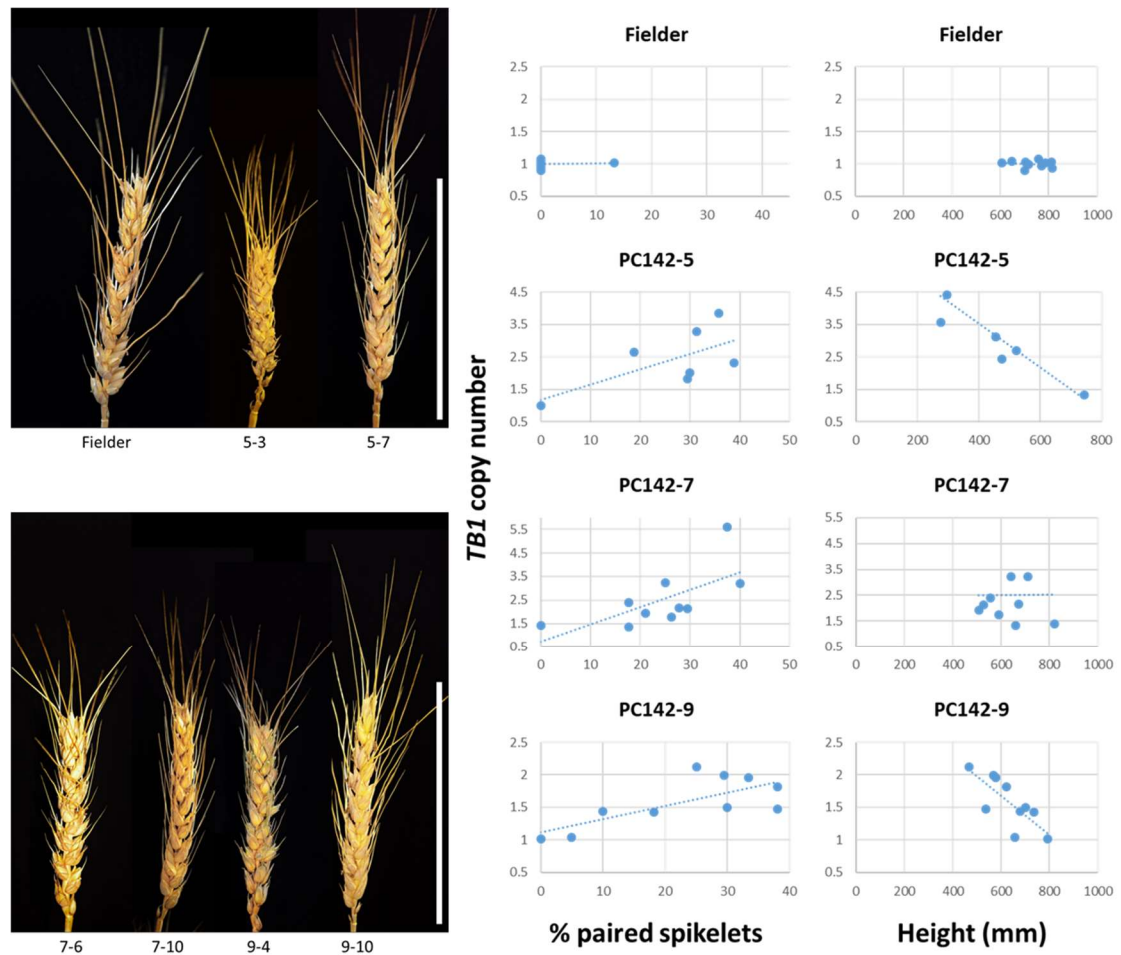 Fielder 5-3 5-7
7-6 7-10 9-4 9-10
TB1 copy number
Fielder
2.5
2
1.5
1
0.5
0 10 20 30 40
Fielder
2.5
2
1.5
1
0.5
0 200 400 600 800 1000
PC142-5
4.5
3.5
2.5
1.5
0.5
0 10 20 30 40 50
PC142-5
4.5
3.5
2.5
1.5
0.5
0 200 400 600 800
PC142-7
5.5
4.5
3.5
2.5
1.5
0.5
0 10 20 30 40 50
PC142-7
5.5
4.5
3.5
2.5
1.5
0.5
0 200 400 600 800 1000
PC142-9
2.5
2
1.5
1
0.5
0 10 20 30 40
PC142-9
2.5
2
1.5
1
0.5
0 200 400 600 800 1000
% paired spikelets
Height (mm)